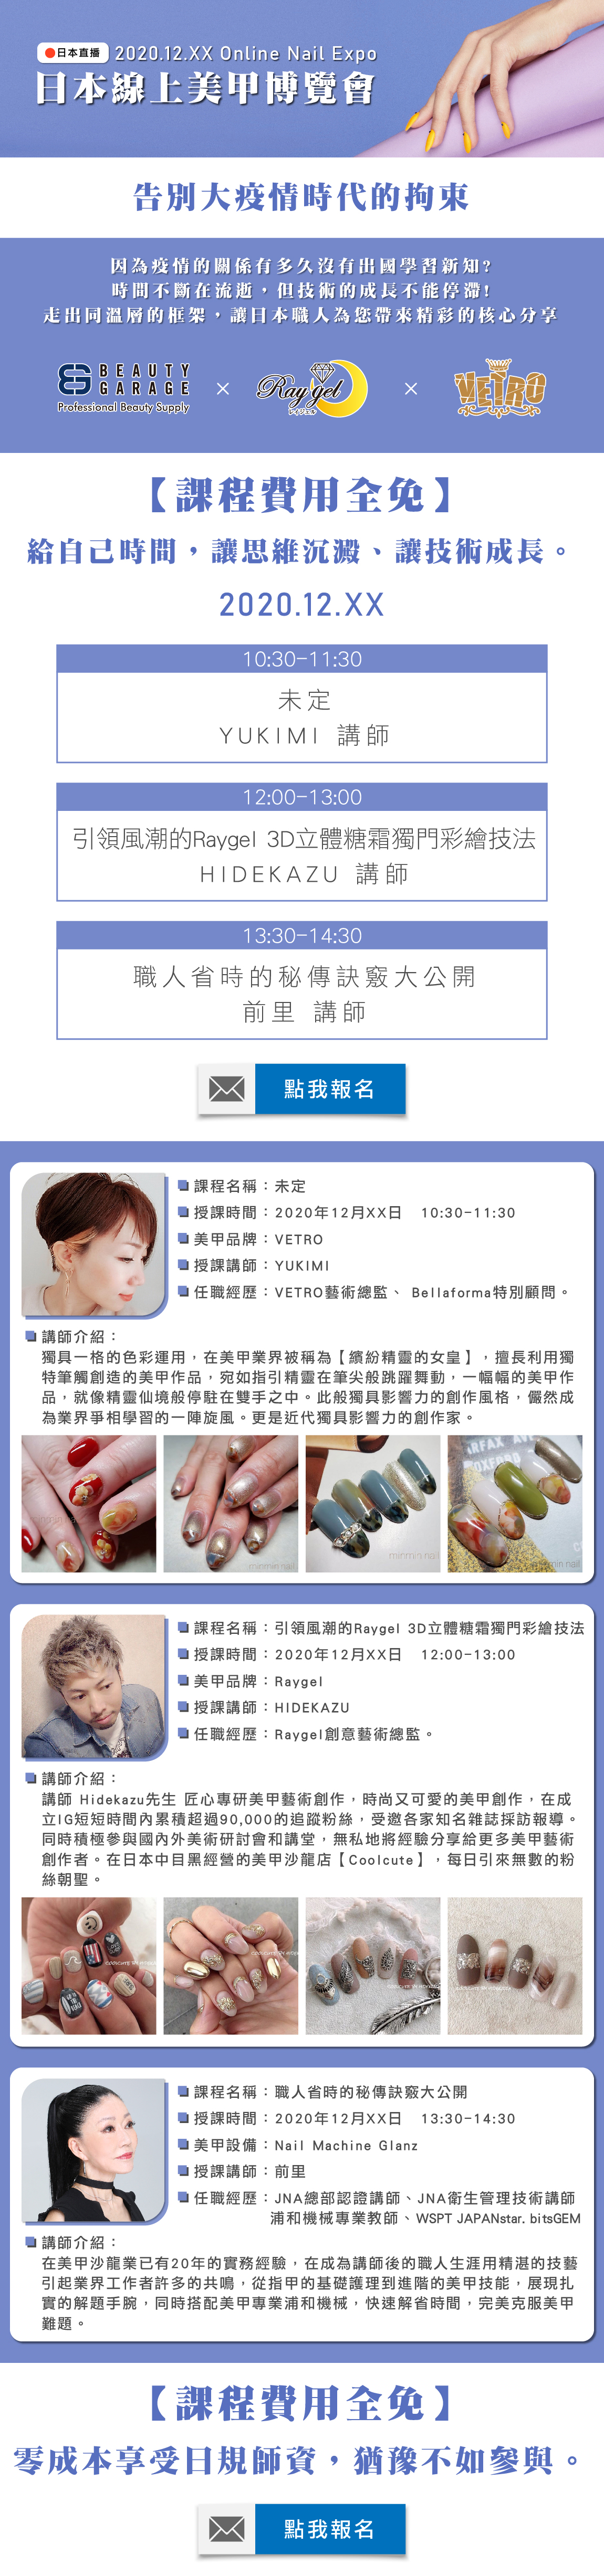 日本直播 2020.12.XX Online Nail Expo
日本線上美甲博覽會
告別大疫情時代的拘束
因為疫情的關係有多久沒有出國學習新知?
時間不斷在流逝，但技術的成長不能停滯!
走出同溫層的框架，讓日本職人為您帶來精彩的核心分享
BEAUTY GARAGE
Professional Beauty Supply
×
Raygel
レイジェル
×
VETRO
【課程費用全免】
給自己時間，讓思維沉澱、讓技術成長。
2020.12.XX
10:30-11:30
未定
YUKIMI 講師
12:00-13:00
引領風潮的Raygel 3D立體糖霜獨門彩繪技法
HIDEKAZU 講師
13:30-14:30
職人省時的秘傳訣竅大公開
前里 講師
點我報名
課程名稱：未定
授課時間：2020年12月XX日 10:30-11:30
美甲品牌：VETRO
授課講師：YUKIMI
任職經歷：VETRO藝術總監、 Bellaforma特別顧問。
講師介紹：
獨具一格的色彩運用，在美甲業界被稱為【繽紛精靈的女皇】，擅長利用獨
特筆觸創造的美甲作品，宛如指引精靈在筆尖般跳躍舞動，一幅幅的美甲作
品，就像精靈仙境般停駐在雙手之中。此般獨具影響力的創作風格，儼然成
為業界爭相學習的一陣旋風。更是近代獨具影響力的創作家。
minmin nail
minmin nail
minmin nail
課程名稱：引領風潮的Raygel 3D立體糖霜獨門彩繪技法
授課時間：2020年12月XX日 12:00-13:00
美甲品牌：Raygel
授課講師：HIDEKAZU
任職經歷：Raygel創意藝術總監。
講師介紹：
講師 Hidekazu先生 匠心專研美甲藝術創作，時尚又可愛的美甲創作，在成
立IG短短時間內累積超過90,000的追蹤粉絲，受邀各家知名雜誌採訪報導。
同時積極參與國內外美術研討會和講堂，無私地將經驗分享給更多美甲藝術
創作者。在日本中目黑經營的美甲沙龍店【Coolcute】，每日引來無數的粉
絲朝聖。
課程名稱：職人省時的秘傳訣竅大公開
授課時間：2020年12月XX日 13:30-14:30
美甲設備：Nail Machine Glanz
授課講師：前里
任職經歷：JNA總部認證講師、JNA衛生管理技術講師
浦和機械專業教師、WSPT JAPANstar. bitsGEM
講師介紹：
在美甲沙龍業已有20年的實務經驗，在成為講師後的職人生涯用精湛的技藝
引起業界工作者許多的共鳴，從指甲的基礎護理到進階的美甲技能，展現扎
實的解題手腕，同時搭配美甲專業浦和機械，快速解省時間，完美克服美甲
難題。
【課程費用全免】
零成本享受日規師資，猶豫不如參與。
點我報名